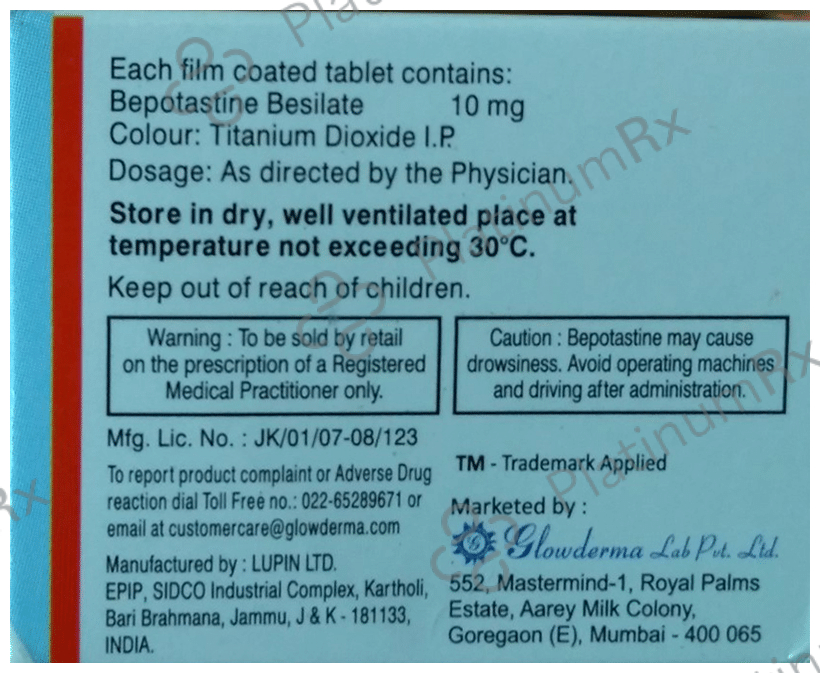 Each film coated tablet contains:
Bepotastine Besilate 10 mg
Colour: Titanium Dioxide I.P.
Dosage: As directed by the Physician.
Store in dry, well ventilated place at
temperature not exceeding 30°C.
Keep out of reach of children.
Warning : To be sold by retail
on the prescription of a Registered
Medical Practitioner only.
Caution : Bepotastine may cause
drowsiness. Avoid operating machines
and driving after administration.
Mfg. Lic. No. : JK/01/07-08/123
To report product complaint or Adverse Drug
reaction dial Toll Free no.: 022-65289671 or
email at customercare@glowderma.com
Manufactured by : LUPIN LTD.
EPIP, SIDCO Industrial Complex, Kartholi,
Bari Brahmana, Jammu, J & K - 181133,
INDIA.
TM - Trademark Applied
Marketed by :
Glowderma Lab Pvt. Ltd.
552, Mastermind-1, Royal Palms
Estate, Aarey Milk Colony,
Goregaon (E), Mumbai - 400 065
PlatinumRx
PlatinumRx